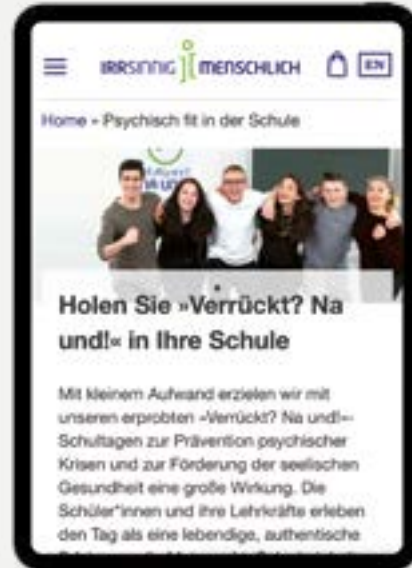 IRRSINNIG MENSCHLICH
EN
Home » Psychisch fit in der Schule
NA UN
Holen Sie »Verrückt? Na
und!« in Ihre Schule
Mit kleinem Aufwand erzielen wir mit
unseren erprobten »Verrückt? Na und!«-
Schultagen zur Prävention psychischer
Krisen und zur Förderung der seelischen
Gesundheit eine große Wirkung. Die
Schüler*innen und ihre Lehrkräfte erleben
den Tag als eine lebendige, authentische